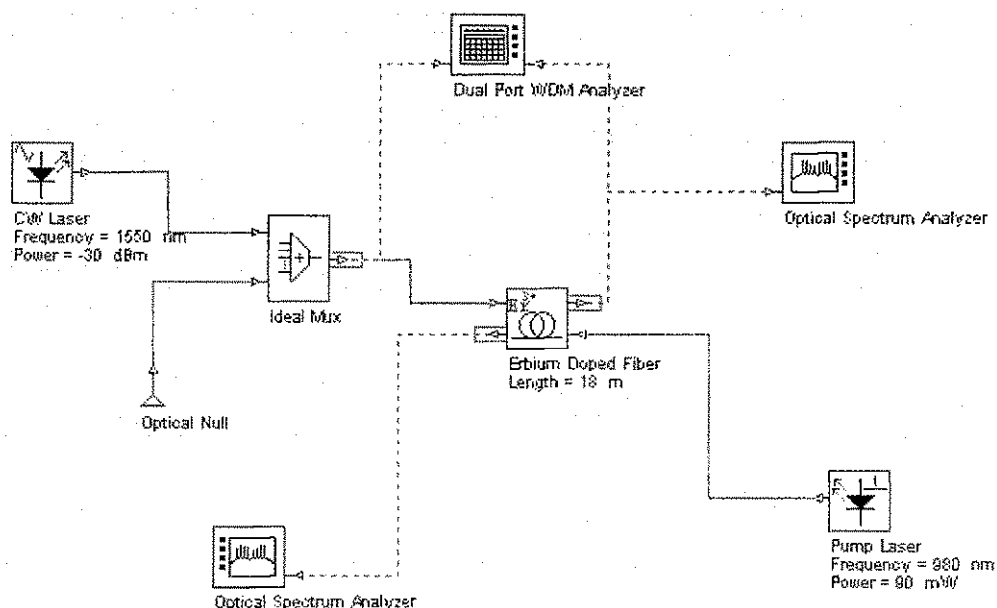 Dual Port WDM Analyzer
CW Laser
Frequency = 1550 nm
Power = -30 dBm
Optical Spectrum Analyzer
Ideal Mux
Erbium Doped Fiber
Length = 18 m
Optical Null
Pump Laser
Frequency = 980 nm
Power = 90 mW
Optical Spectrum Analyzer